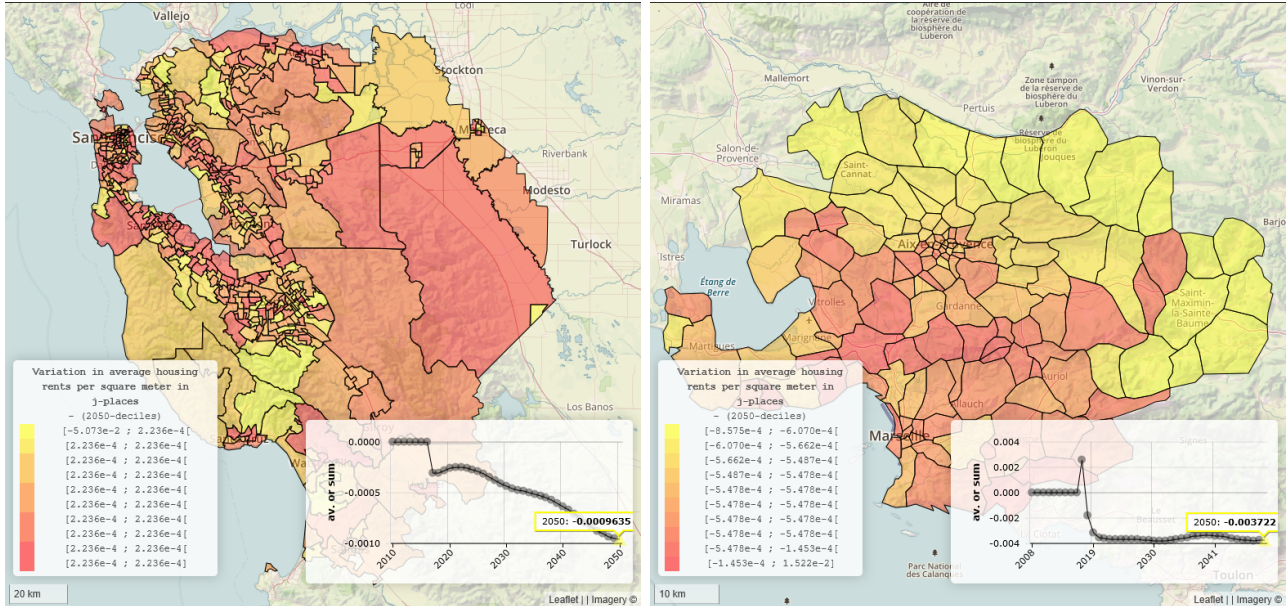 Vallejo
Lodi
Stockton
San Francisco
Manteca
Riverbank
Modesto
Turlock
Los Banos
Gilroy
Variation in average housing
rents per square meter in
j-places
- (2050-deciles)
[-5.073e-2 ; 2.236e-4[
[2.236e-4 ; 2.236e-4[
[2.236e-4 ; 2.236e-4[
[2.236e-4 ; 2.236e-4[
[2.236e-4 ; 2.236e-4[
[2.236e-4 ; 2.236e-4[
[2.236e-4 ; 2.236e-4[
[2.236e-4 ; 2.236e-4[
[2.236e-4 ; 2.236e-4]
av. or sum
0.0000
-0.0005
-0.0010
2010
2020
2030
2040
2050
2050: -0.0009635
20 km
Leaflet | | Imagery ©
Aire de
coopération de
la réserve de
biosphère du
Luberon
Mallemort
Zone tampon
de la réserve de
biosphère du
Luberon
Vinon-sur-
Verdon
Pertuis
Réserve de
biosphère du
Luberon
Jouques
Salon-de-
Provence
Saint-
Cannat
Miramas
Istres
Aix-en-Provence
Étang de
Berre
Vitrolles
Gardanne
Saint-
Maximin-
la-Sainte-
Baume
Marignane
Martigues
Auriol
Allauch
Marseille
Signes
Le
Beausset
Ciotat
Parc National
des Calanques
Toulon
Variation in average housing
rents per square meter in
j-places
- (2050-deciles)
[-8.575e-4 ; -6.070e-4[
[-6.070e-4 ; -5.662e-4[
[-5.662e-4 ; -5.487e-4[
[-5.487e-4 ; -5.478e-4[
[-5.478e-4 ; -5.478e-4[
[-5.478e-4 ; -5.478e-4[
[-5.478e-4 ; -5.478e-4[
[-5.478e-4 ; -1.453e-4[
[-1.453e-4 ; 1.522e-2]
av. or sum
0.004
0.002
0.000
-0.002
-0.004
2008
2019
2030
2041
2050: -0.003722
10 km
Leaflet | | Imagery ©